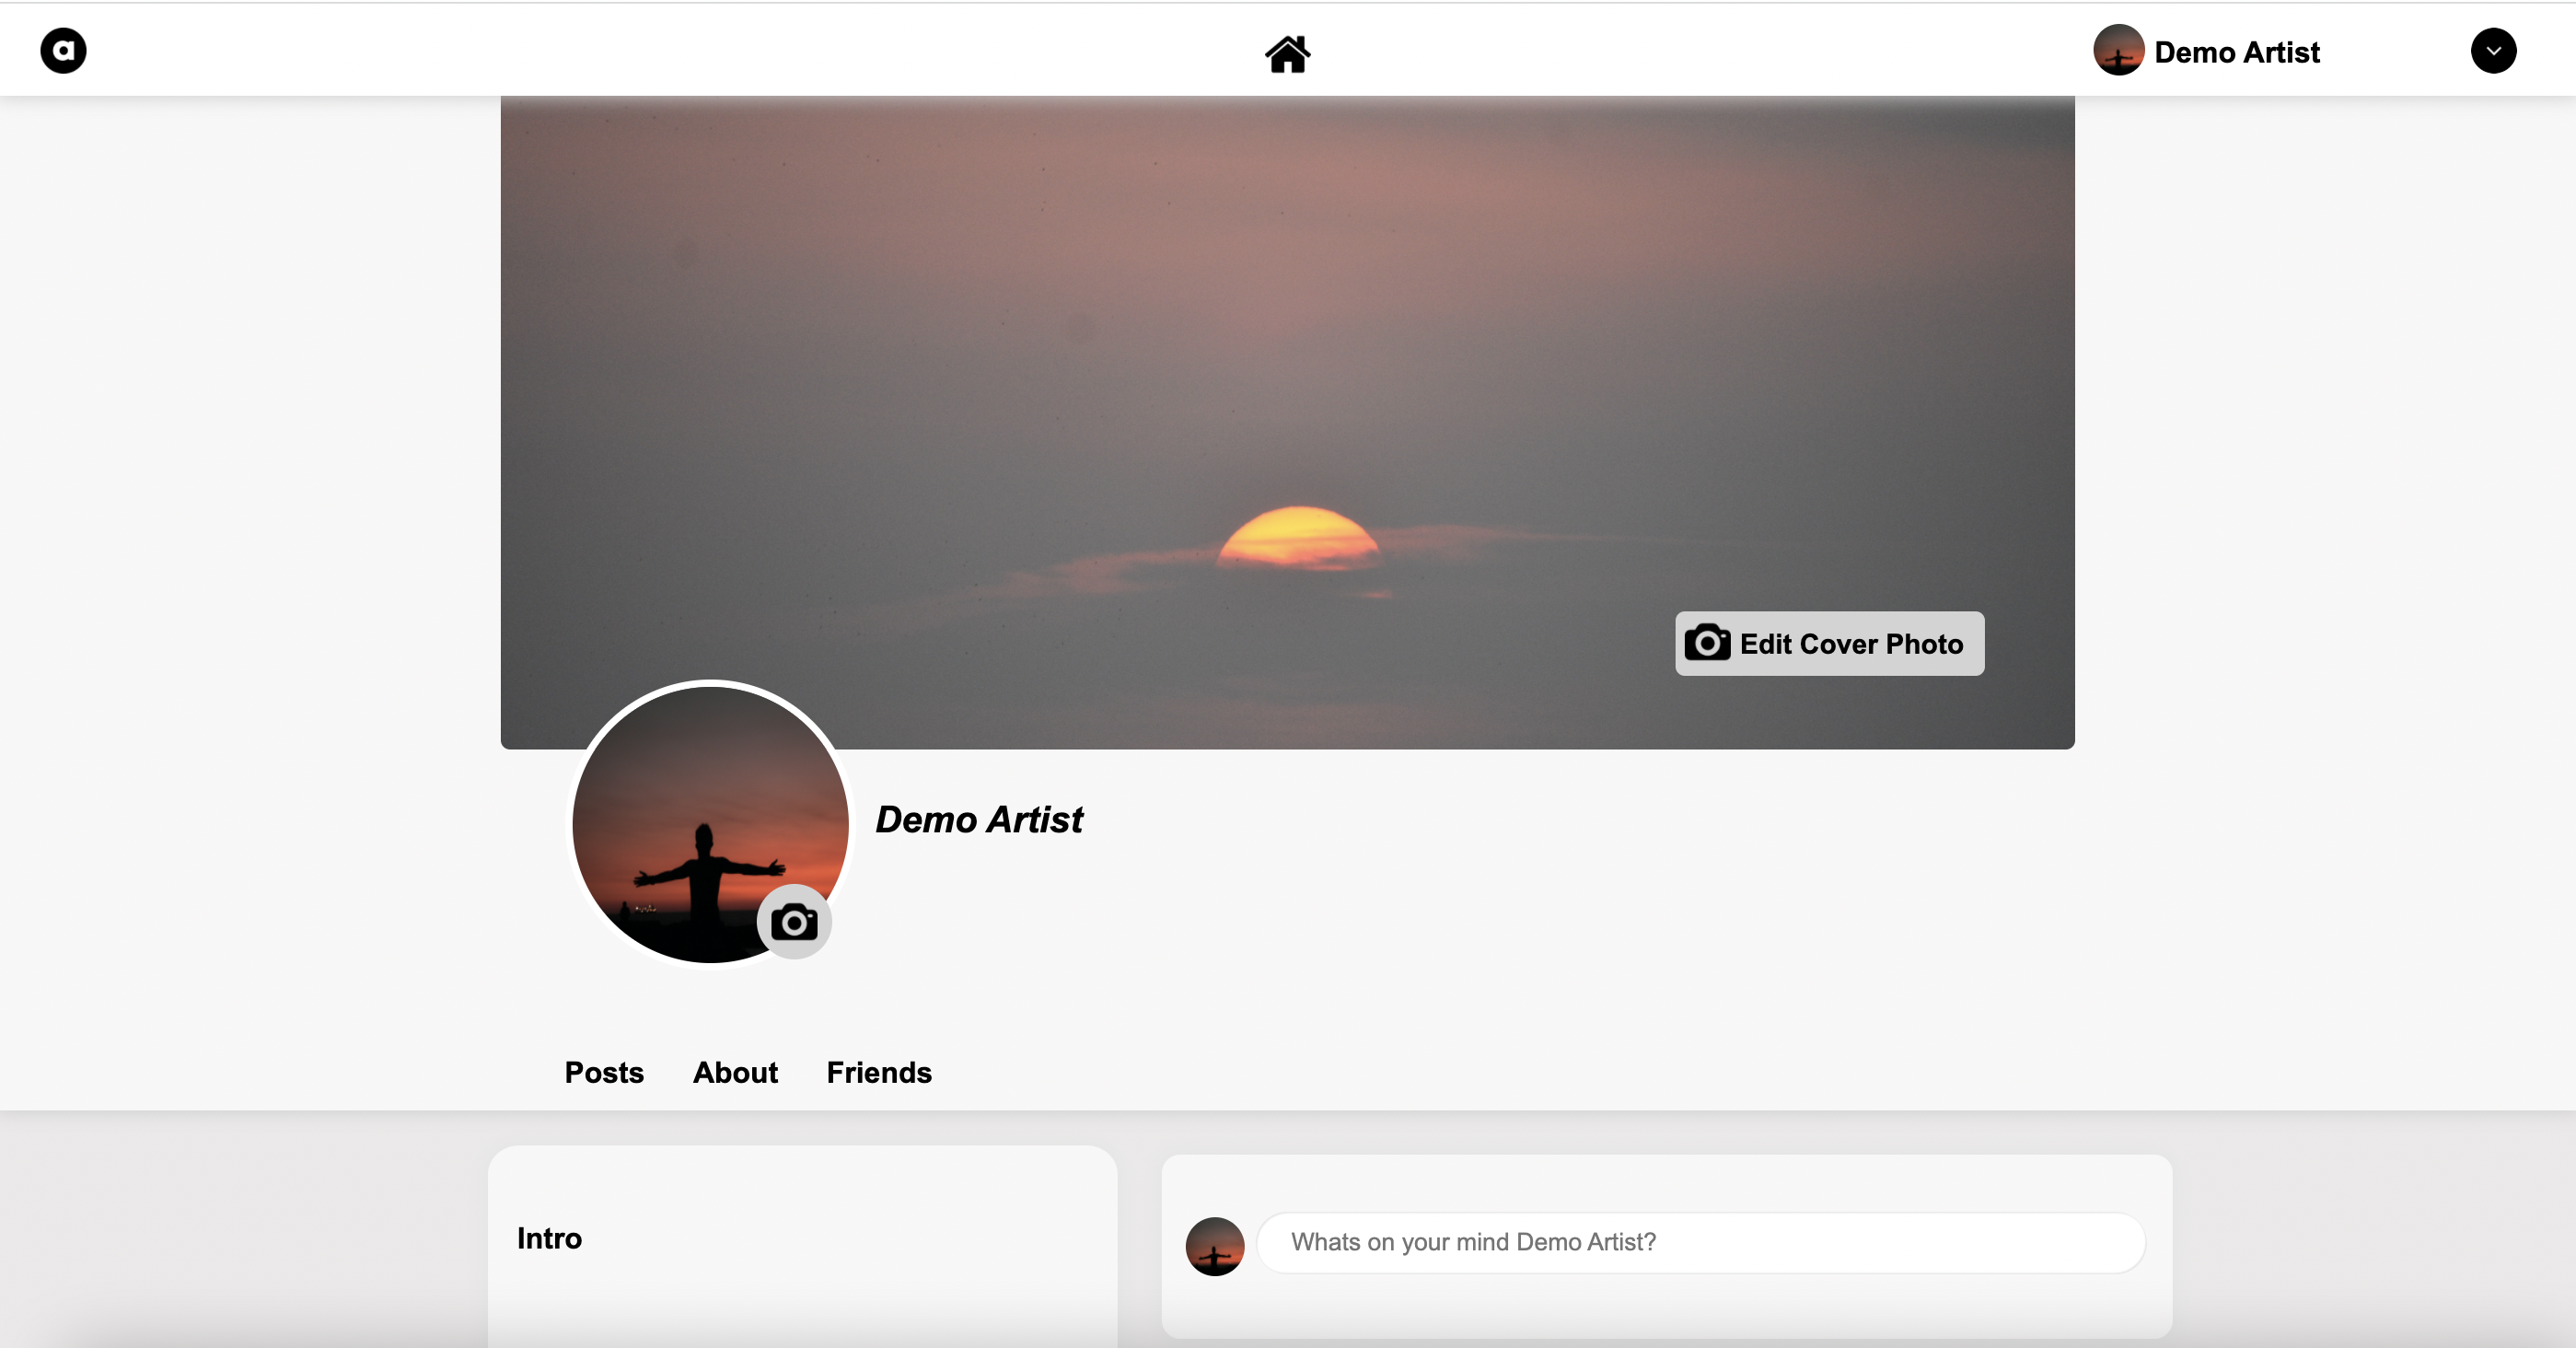 a
Demo Artist
Edit Cover Photo
Demo Artist
Posts About Friends
Intro
Whats on your mind Demo Artist?